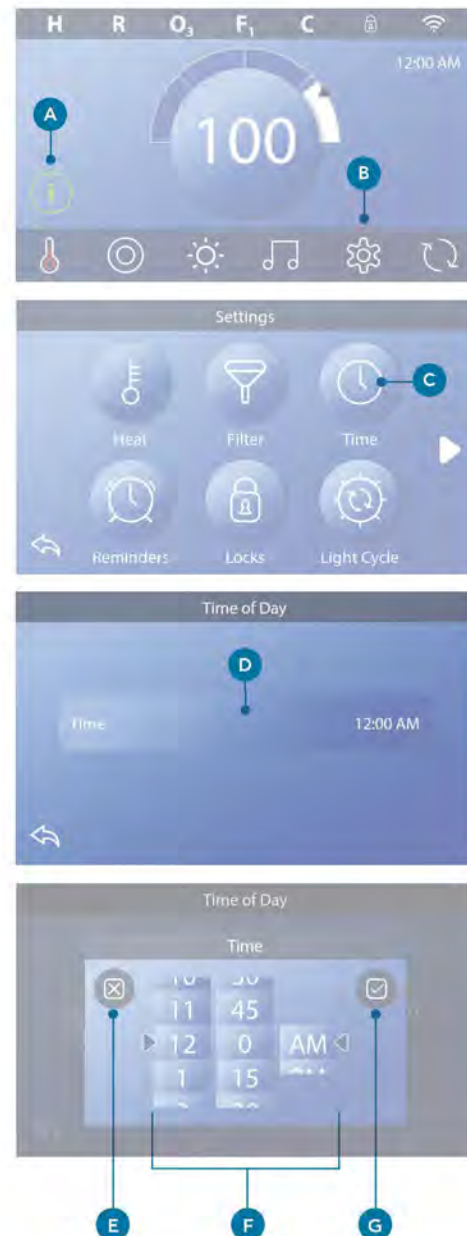 H R O₃ F₁ C
12:00 AM
A
100
B
i
Settings
C
Heat Filter Time
Reminders Locks Light Cycle
Time of Day
D
Time 12:00 AM
Time of Day
Time
11 45
12 0 AM
1 15
E F G